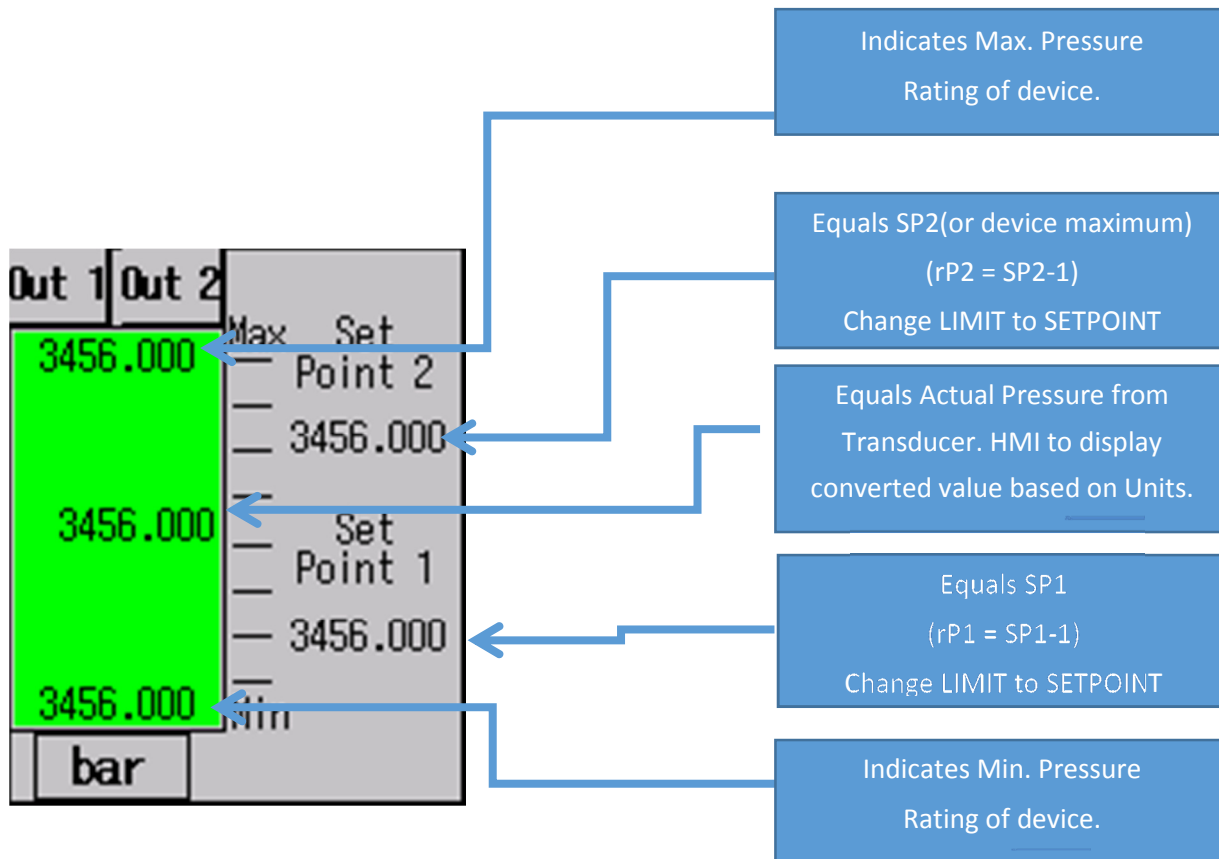 Out 1 Out 2
3456.000
3456.000
3456.000
bar
Max Set
Point 2
3456.000
Set
Point 1
3456.000
Min
Indicates Max. Pressure
Rating of device.
Equals SP2(or device maximum)
(rP2 = SP2-1)
Change LIMIT to SETPOINT
Equals Actual Pressure from
Transducer. HMI to display
converted value based on Units.
Equals SP1
(rP1 = SP1-1)
Change LIMIT to SETPOINT
Indicates Min. Pressure
Rating of device.